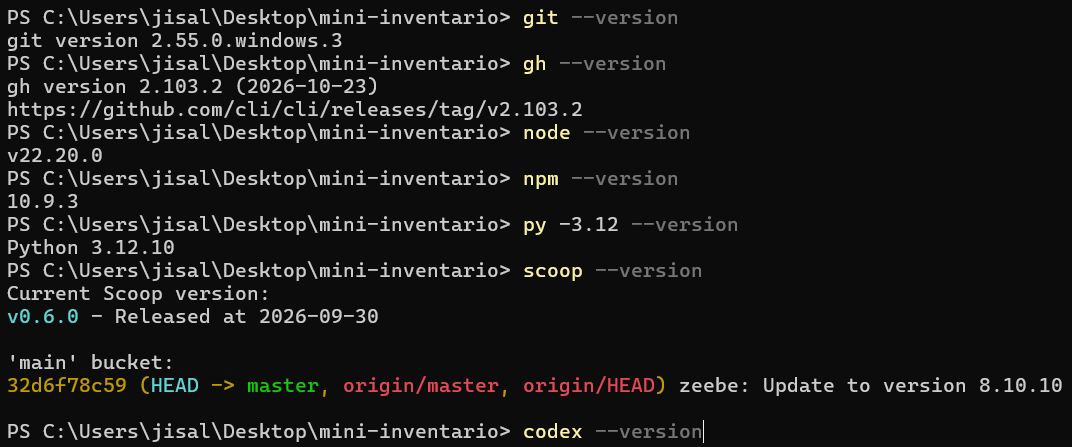 PS C:\Users\jisal\Desktop\mini-inventario> git --version
git version 2.55.0.windows.3
PS C:\Users\jisal\Desktop\mini-inventario> gh --version
gh version 2.103.2 (2026-10-23)
https://github.com/cli/cli/releases/tag/v2.103.2
PS C:\Users\jisal\Desktop\mini-inventario> node --version
v22.20.0
PS C:\Users\jisal\Desktop\mini-inventario> npm --version
10.9.3
PS C:\Users\jisal\Desktop\mini-inventario> py -3.12 --version
Python 3.12.10
PS C:\Users\jisal\Desktop\mini-inventario> scoop --version
Current Scoop version:
v0.6.0 - Released at 2026-09-30

'main' bucket:
32d6f78c59 (HEAD -> master, origin/master, origin/HEAD) zeebe: Update to version 8.10.10

PS C:\Users\jisal\Desktop\mini-inventario> codex --version